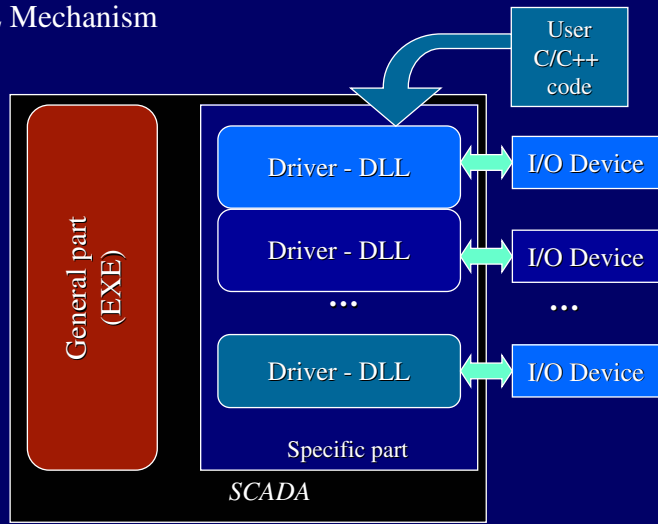 Mechanism
User
C/C++
code
General part
(EXE)
Driver - DLL
I/O Device
Driver - DLL
I/O Device
...
...
Driver - DLL
I/O Device
Specific part
SCADA